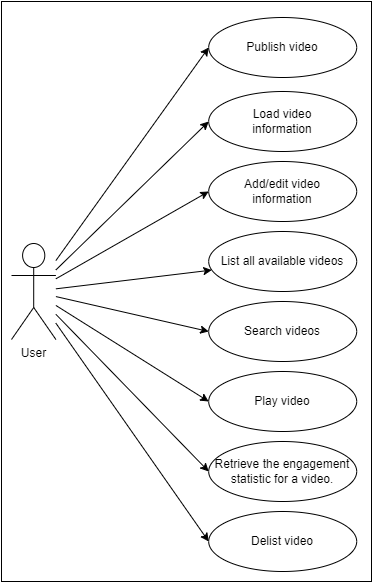 Publish video
Load video
information
Add/edit video
information
List all available videos
User
Search videos
Play video
Retrieve the engagement
statistic for a video.
Delist video